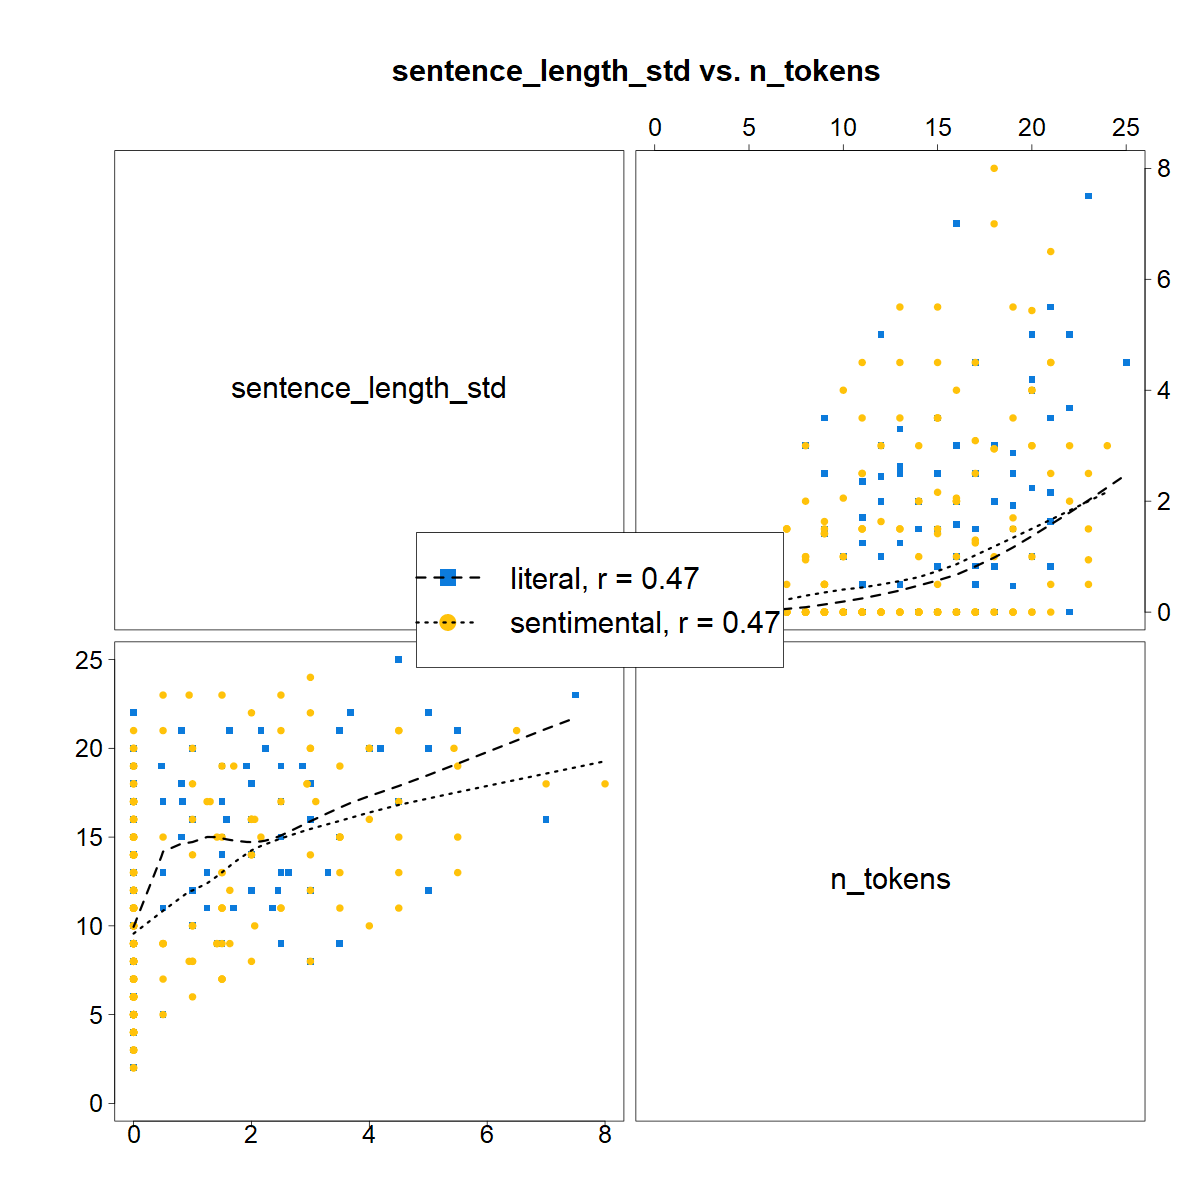 sentence_length_std vs. n_tokens
0 5 10 15 20 25
8
6
4
2
0
sentence_length_std
literal, r = 0.47
sentimental, r = 0.47
25
20
15
10
5
0
n_tokens
0 2 4 6 8